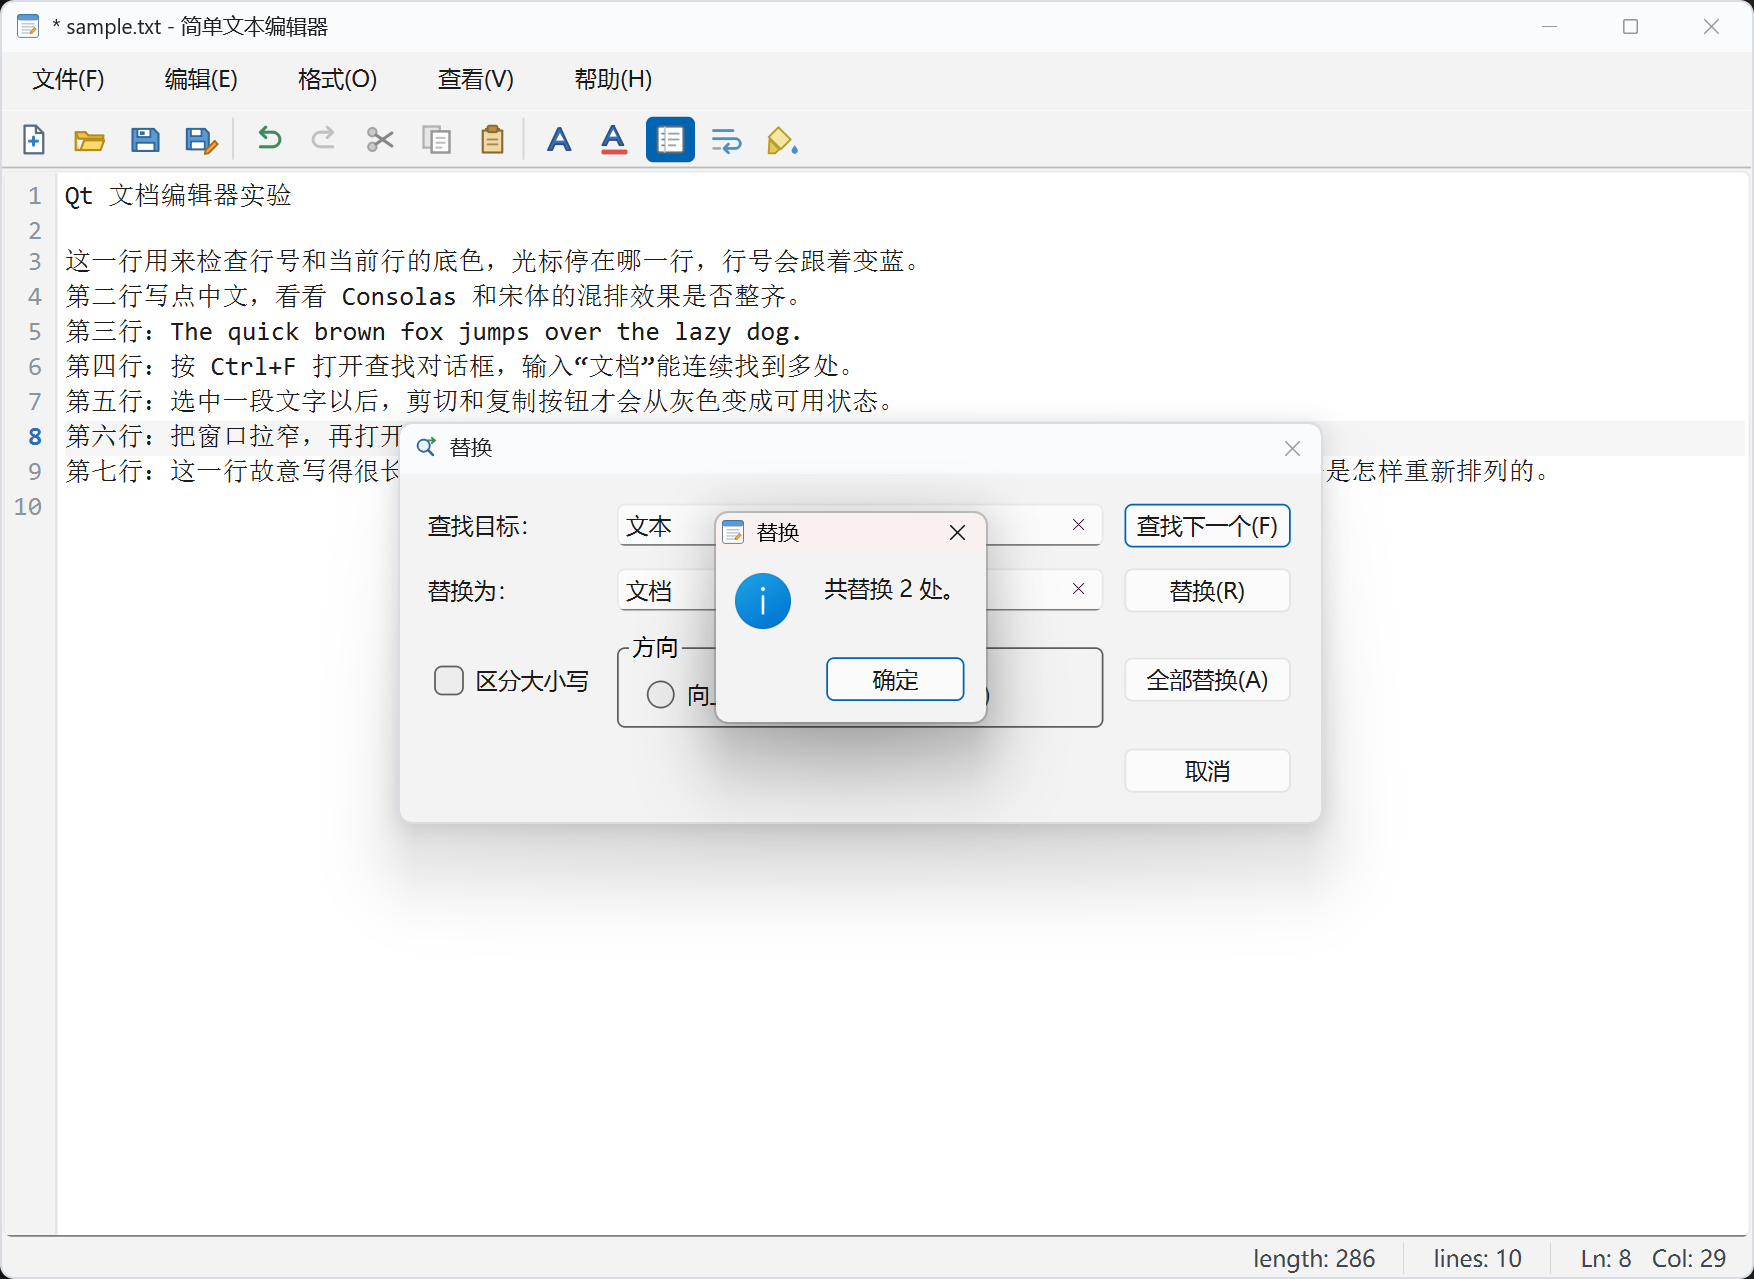 * sample.txt - 简单文本编辑器
文件(F) 编辑(E) 格式(O) 查看(V) 帮助(H)
1 Qt 文档编辑器实验
2
3 这一行用来检查行号和当前行的底色，光标停在哪一行，行号会跟着变蓝。
4 第二行写点中文，看看 Consolas 和宋体的混排效果是否整齐。
5 第三行：The quick brown fox jumps over the lazy dog.
6 第四行：按 Ctrl+F 打开查找对话框，输入“文档”能连续找到多处。
7 第五行：选中一段文字以后，剪切和复制按钮才会从灰色变成可用状态。
8 第六行：把窗口拉窄，再打开
9 第七行：这一行故意写得很长 是怎样重新排列的。
10
替换
查找目标: 文本 查找下一个(F)
替换为: 文档 替换(R)
区分大小写 方向 向 全部替换(A)
取消
替换
共替换 2 处。
确定
length: 286 lines: 10 Ln: 8 Col: 29